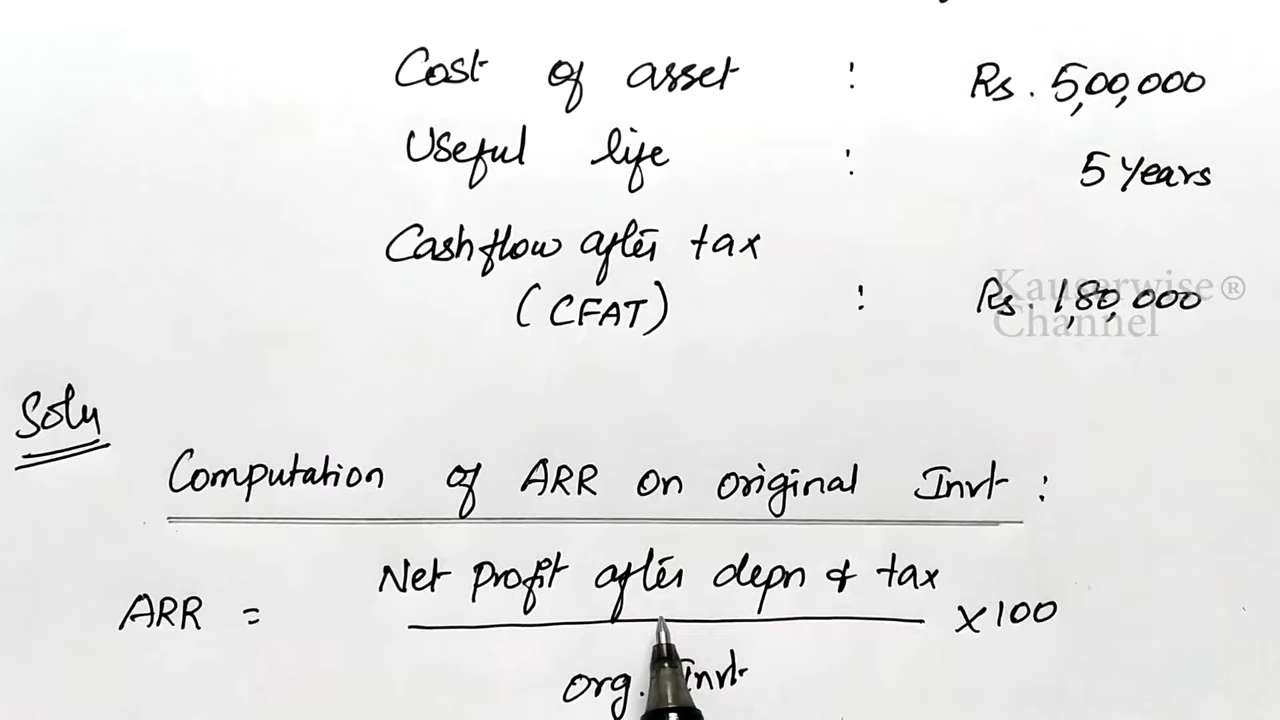 Cost of asset : Rs. 5,00,000
Useful life : 5 Years
Cashflow after tax
(CFAT) : Rs. 1,80,000
Kauserwise®
Channel
Soln
Computation of ARR on original Invt :
Net Profit after depn & tax
ARR = x 100
org. Invt